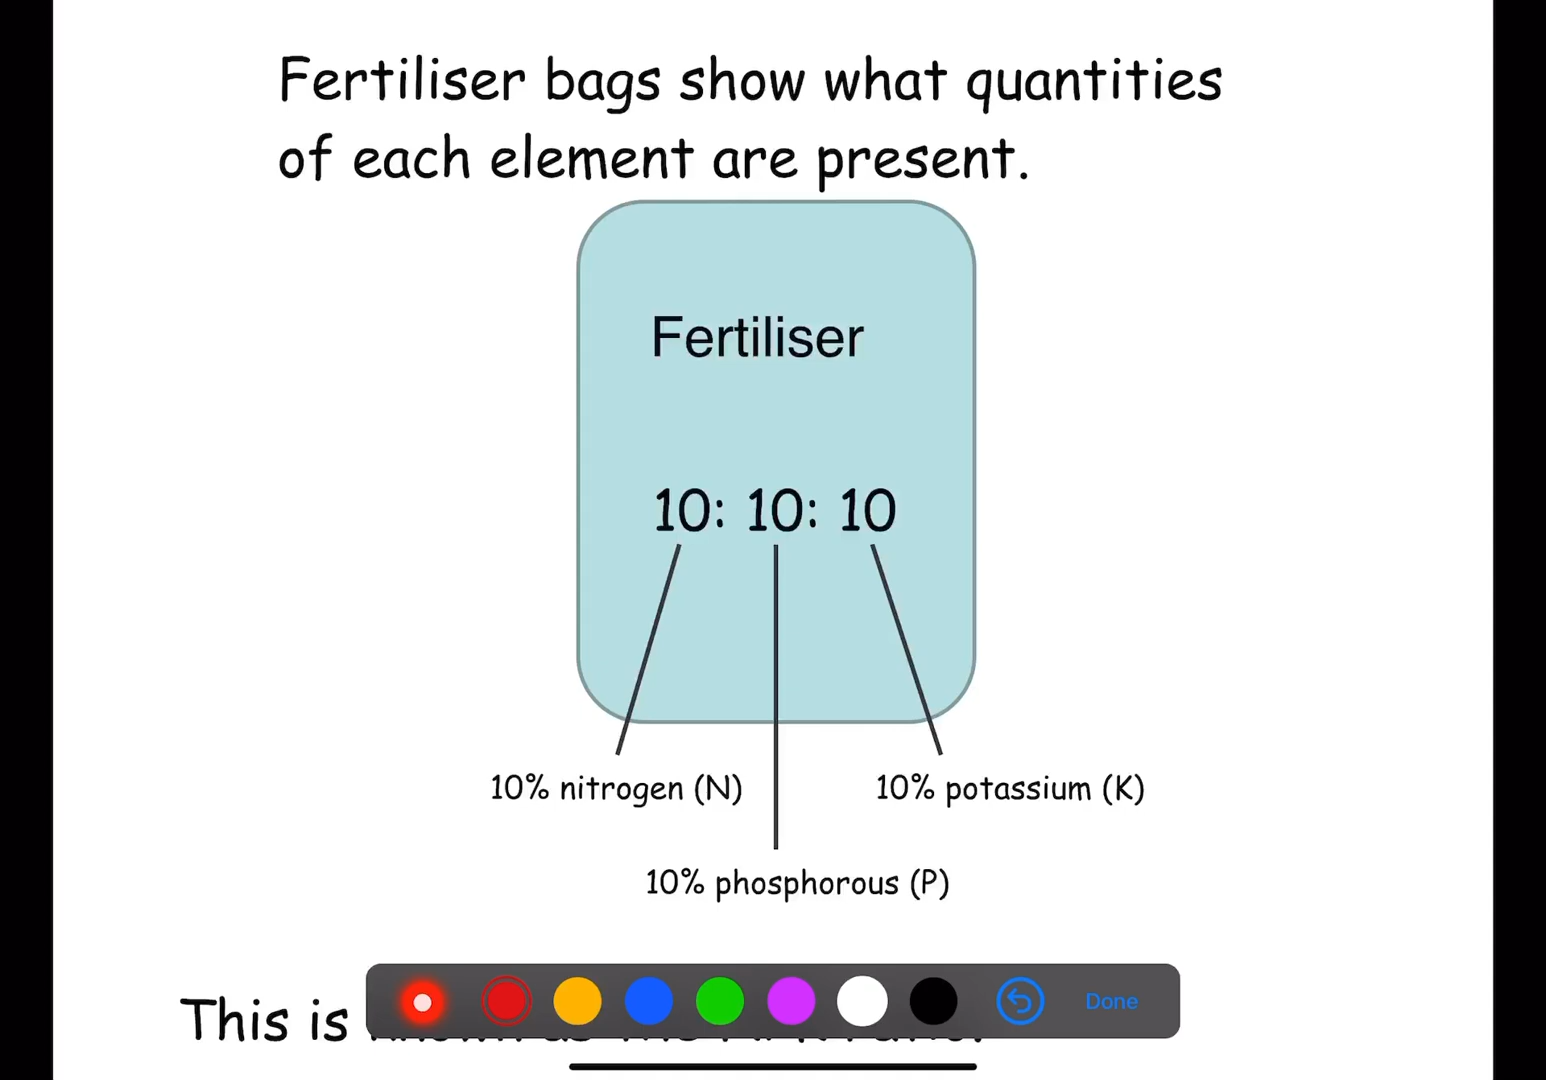 Fertiliser bags show what quantities
of each element are present.
Fertiliser
10: 10: 10
10% nitrogen (N)
10% potassium (K)
10% phosphorous (P)
This is
Done